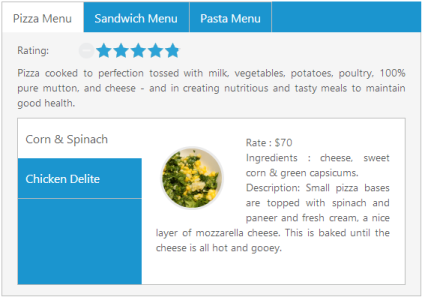 Pizza Menu Sandwich Menu Pasta Menu
Rating:
Pizza cooked to perfection tossed with milk, vegetables, potatoes, poultry, 100%
pure mutton, and cheese - and in creating nutritious and tasty meals to maintain
good health.
Corn & Spinach
Chicken Delite
Rate : $70
Ingredients : cheese, sweet
corn & green capsicums.
Description: Small pizza bases
are topped with spinach and
paneer and fresh cream, a nice
layer of mozzarella cheese. This is baked until the
cheese is all hot and gooey.